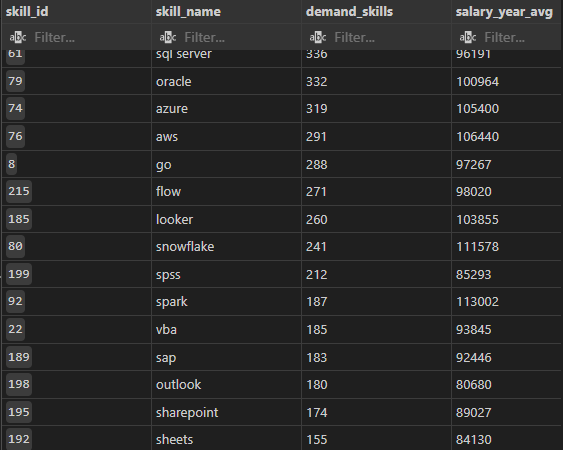 skill_id skill_name demand_skills salary_year_avg
abc Filter... abc Filter... abc Filter... abc Filter...
61 sql server 336 96191
79 oracle 332 100964
74 azure 319 105400
76 aws 291 106440
8 go 288 97267
215 flow 271 98020
185 looker 260 103855
80 snowflake 241 111578
199 spss 212 85293
92 spark 187 113002
22 vba 185 93845
189 sap 183 92446
198 outlook 180 80680
195 sharepoint 174 89027
192 sheets 155 84130